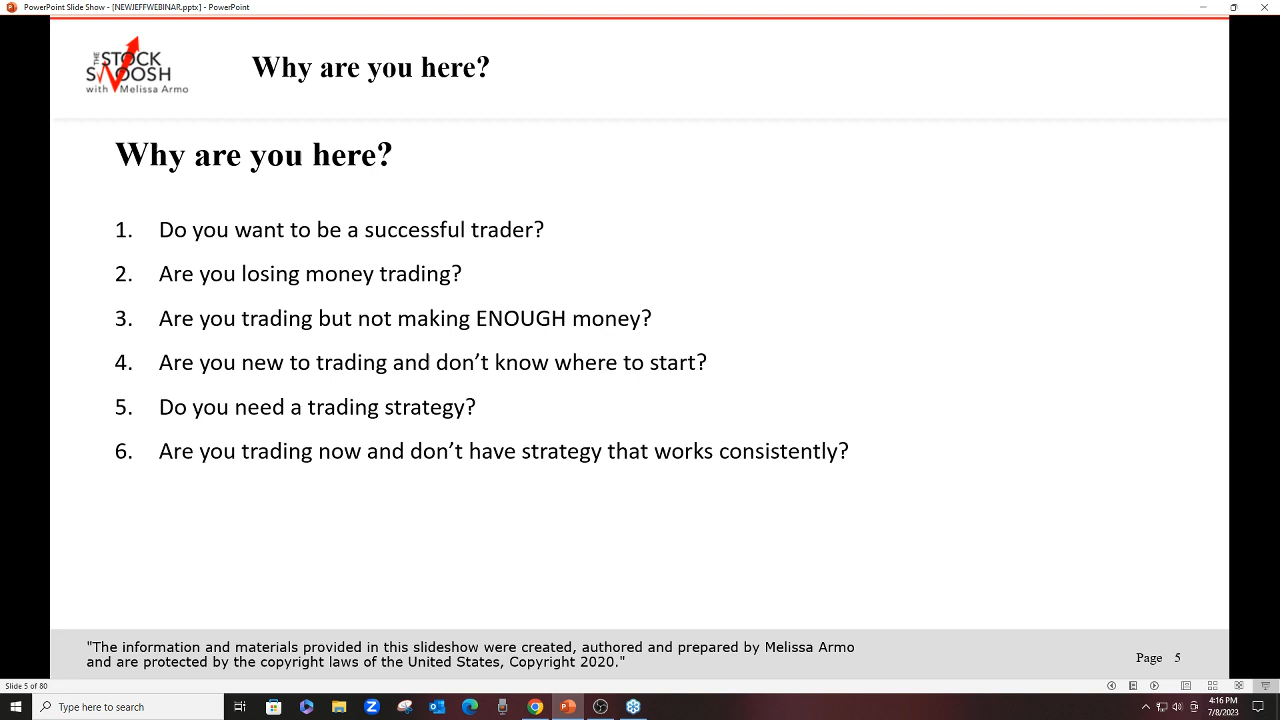 PowerPoint Slide Show - [NEWJEFFWEBINAR.pptx] - PowerPoint
THE STOCK
SWOOSH
with Melissa Armo
Why are you here?
Why are you here?
1. Do you want to be a successful trader?
2. Are you losing money trading?
3. Are you trading but not making ENOUGH money?
4. Are you new to trading and don’t know where to start?
5. Do you need a trading strategy?
6. Are you trading now and don’t have strategy that works consistently?
"The information and materials provided in this slideshow were created, authored and prepared by Melissa Armo
and are protected by the copyright laws of the United States, Copyright 2020."
Page 5
Slide 5 of 80
Type here to search
4:16 PM
7/8/2023